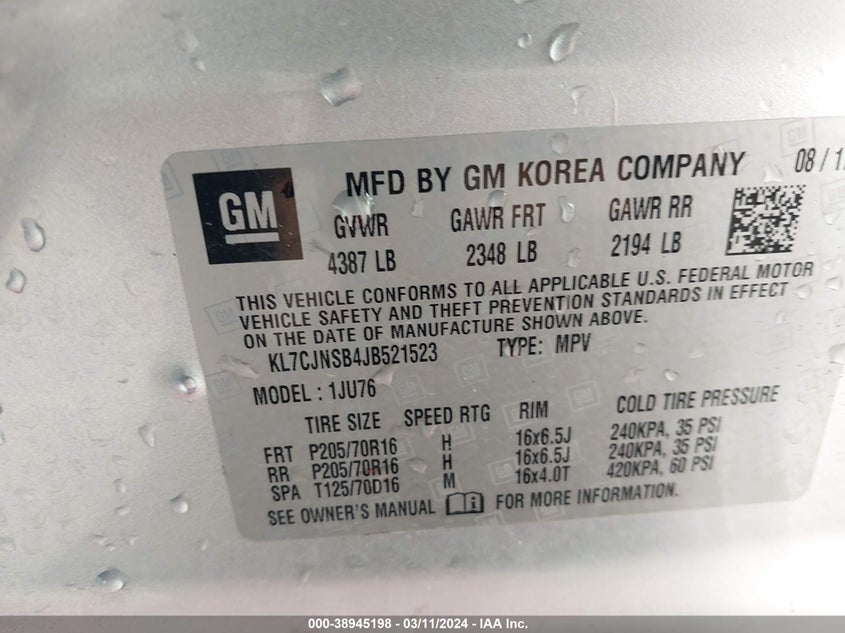 GM
MFD BY GM KOREA COMPANY 08 / 1
GVWR GAWR FRT GAWR RR
4387 LB 2348 LB 2194 LB
THIS VEHICLE CONFORMS TO ALL APPLICABLE U.S. FEDERAL MOTOR
VEHICLE SAFETY AND THEFT PREVENTION STANDARDS IN EFFECT
ON THE DATE OF MANUFACTURE SHOWN ABOVE.
KL7CJNSB4JB521523 TYPE: MPV
MODEL : 1JU76
TIRE SIZE SPEED RTG RIM COLD TIRE PRESSURE
FRT P205/70R16 H 16x6.5J 240KPA, 35 PSI
RR P205/70R16 H 16x6.5J 240KPA, 35 PSI
SPA T125/70D16 M 16x4.0T 420KPA, 60 PSI
SEE OWNER'S MANUAL FOR MORE INFORMATION.
000-38945198 - 03/11/2024 - IAA Inc.